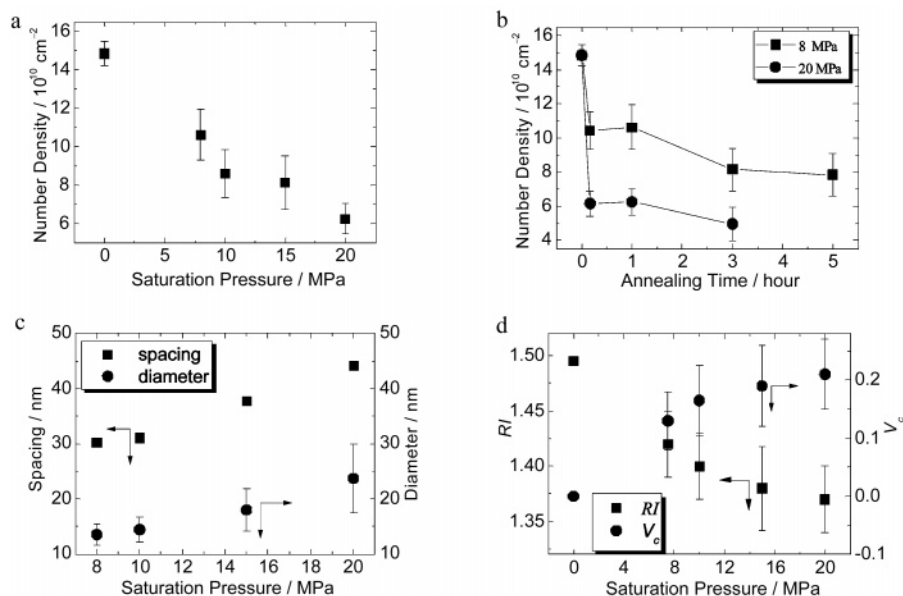 a
Number Density / 10¹⁰ cm⁻²
16
14
12
10
8
6
0
5
10
15
20
Saturation Pressure / MPa
b
Number Density / 10¹⁰ cm⁻²
16
14
12
10
8
6
4
8 MPa
20 MPa
0
1
2
3
4
5
Annealing Time / hour
c
Spacing / nm
50
40
30
20
10
spacing
diameter
50
40
30
20
10
Diameter / nm
8
10
12
14
16
18
20
Saturation Pressure / MPa
d
RI
1.50
1.45
1.40
1.35
RI
V_c
0.2
0.1
0.0
-0.1
V_c
0
4
8
12
16
20
Saturation Pressure / MPa